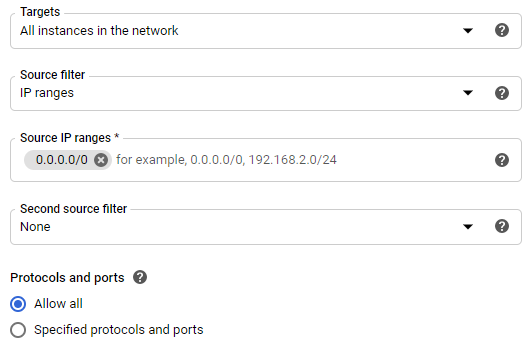 Targets
All instances in the network
Source filter
IP ranges
Source IP ranges *
0.0.0.0/0 for example, 0.0.0.0/0, 192.168.2.0/24
Second source filter
None
Protocols and ports
Allow all
Specified protocols and ports